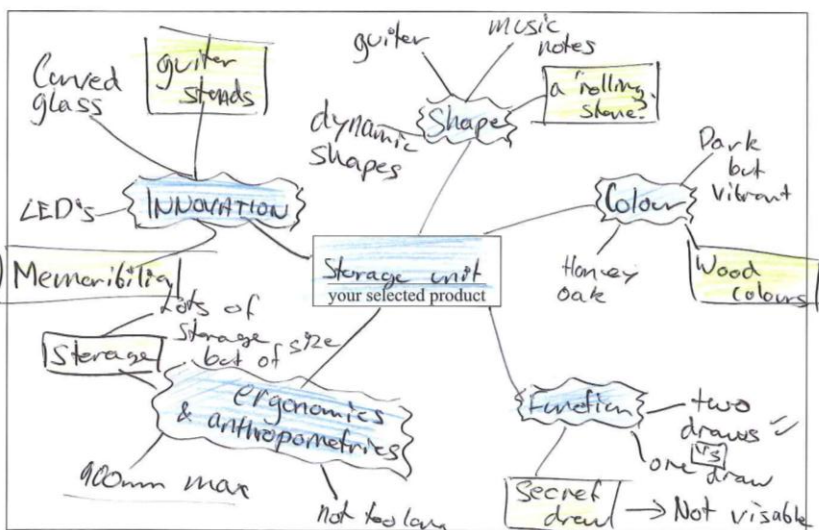 guiter
music
notes
a "rolling
stone?
Shape
dynamic
shapes
Curved
glass
guiter
stends
LED's
INNOVATION
Memoribilia
Dark
but
vibrant
Colour
Honey
oak
Wood
colours
Storage unit
your selected product
Lots of
storage
but of size
Storage
ergonomics
& anthropometrics
900mm max
not too low
Function
two
draws
vs
one draw
Secret
draw
→ Not visable